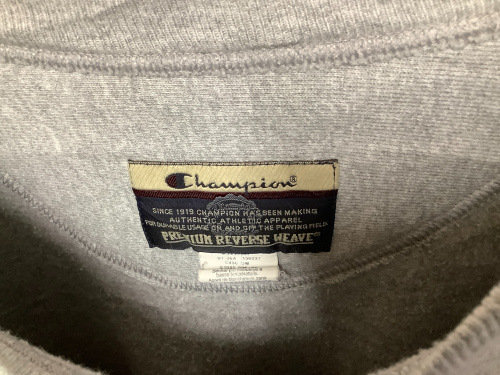 Champion®
SINCE 1919 CHAMPION HAS BEEN MAKING
AUTHENTIC ATHLETIC APPAREL
FOR DURABLE USAGE ON AND OFF THE PLAYING FIELD.
PREMIUM REVERSE WEAVE®